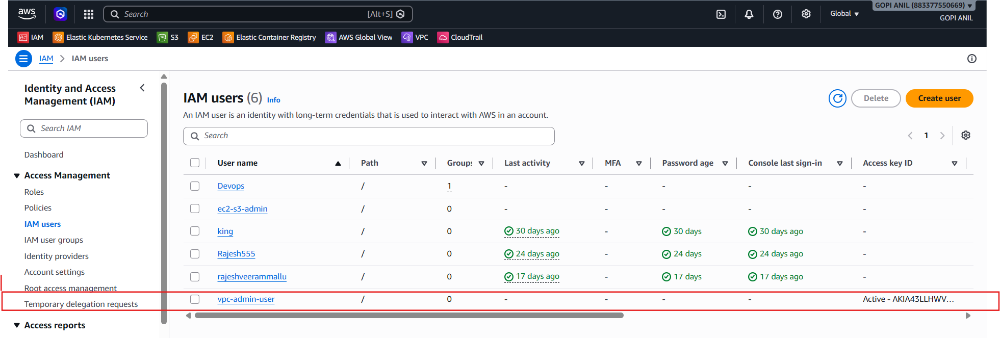 aws Search [Alt+S] Global GOPI ANIL (883377550669)
GOPI ANIL
IAM Elastic Kubernetes Service S3 EC2 Elastic Container Registry AWS Global View VPC CloudTrail
IAM IAM users
Identity and Access
Management (IAM)
Search IAM
Dashboard
Access Management
Roles
Policies
IAM users
IAM user groups
Identity providers
Account settings
Root access management
Temporary delegation requests
Access reports
IAM users (6) Info
Delete Create user
An IAM user is an identity with long-term credentials that is used to interact with AWS in an account.
Search
1
User name Path Groups Last activity MFA Password age Console last sign-in Access key ID
Devops / 1 - - - - -
ec2-s3-admin / 0 - - - - -
king / 0 30 days ago - 30 days 30 days ago -
Rajesh555 / 0 24 days ago - 24 days 24 days ago -
rajeshveerammallu / 0 17 days ago - 17 days 17 days ago -
vpc-admin-user / 0 - - - - Active - AKIA43LLHWV...